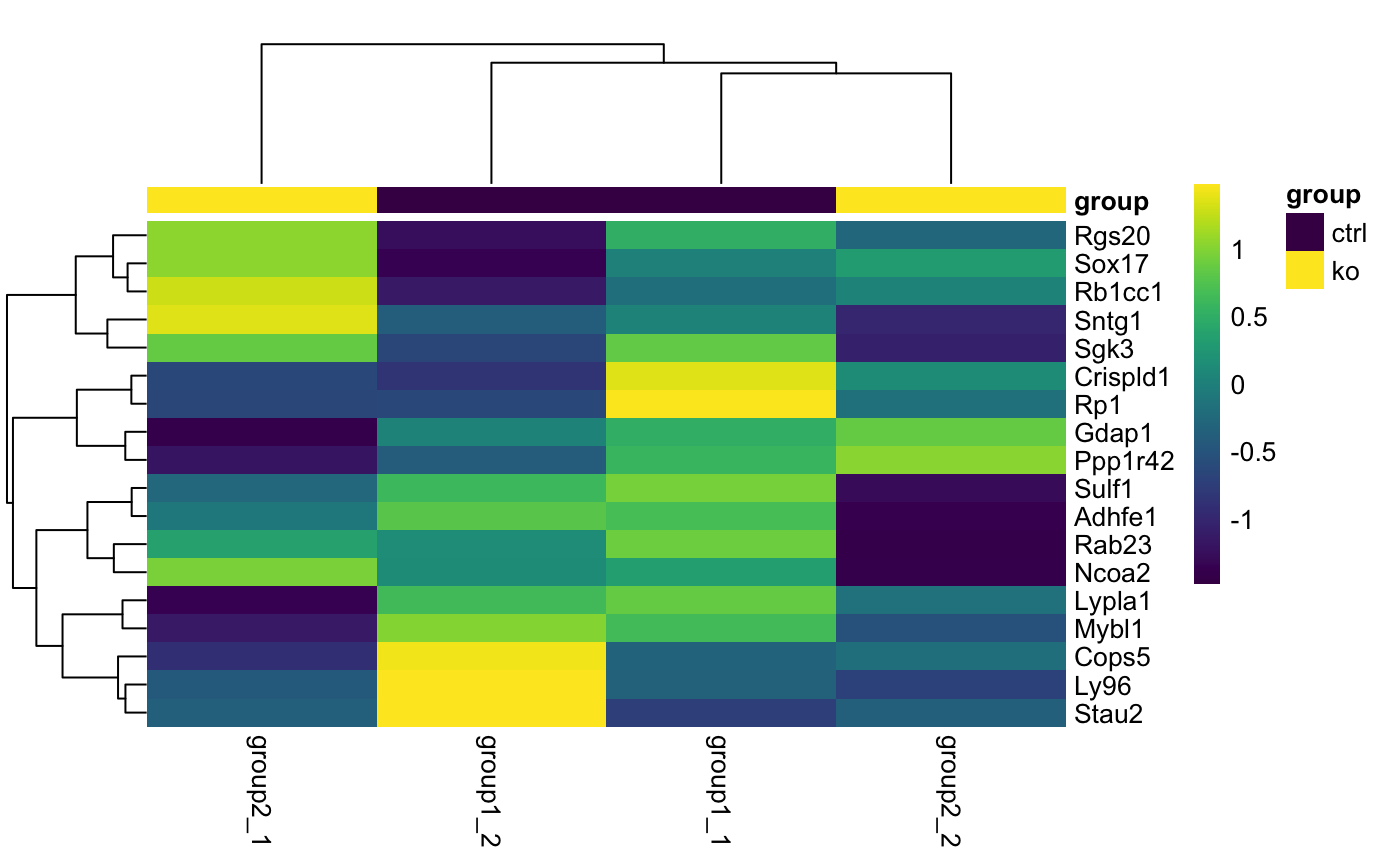 group
Rgs20
Sox17
Rb1cc1
Sntg1
Sgk3
Crispld1
Rp1
Gdap1
Ppp1r42
Sulf1
Adhfe1
Rab23
Ncoa2
Lypla1
Mybl1
Cops5
Ly96
Stau2
group2_1
group1_2
group1_1
group2_2
1
0.5
0
-0.5
-1
group
ctrl
ko